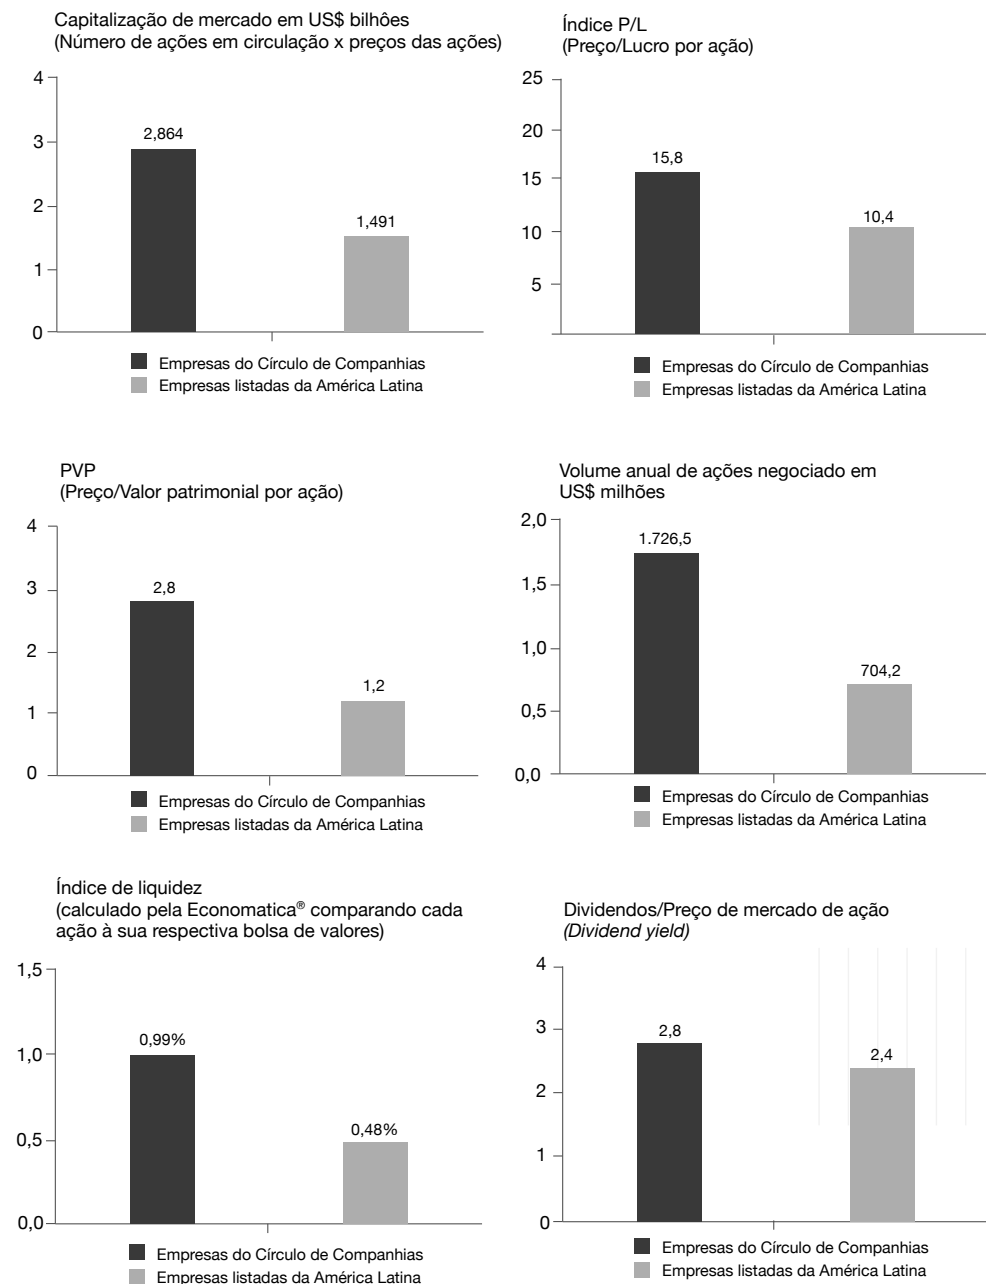 Capitalização de mercado em US$ bilhôes
(Número de ações em circulação x preços das ações)
4
3
2
1
0
2,864
1,491
Empresas do Círculo de Companhias
Empresas listadas da América Latina
Índice P/L
(Preço/Lucro por ação)
25
20
15
10
5
15,8
10,4
Empresas do Círculo de Companhias
Empresas listadas da América Latina
PVP
(Preço/Valor patrimonial por ação)
4
3
2
1
0
2,8
1,2
Empresas do Círculo de Companhias
Empresas listadas da América Latina
Volume anual de ações negociado em
US$ milhões
2,0
1,5
1,0
0,5
0,0
1.726,5
704,2
Empresas do Círculo de Companhias
Empresas listadas da América Latina
Índice de liquidez
(calculado pela Economatica® comparando cada
ação à sua respectiva bolsa de valores)
1,5
1,0
0,5
0,0
0,99%
0,48%
Empresas do Círculo de Companhias
Empresas listadas da América Latina
Dividendos/Preço de mercado de ação
(Dividend yield)
4
3
2
1
0
2,8
2,4
Empresas do Círculo de Companhias
Empresas listadas da América Latina